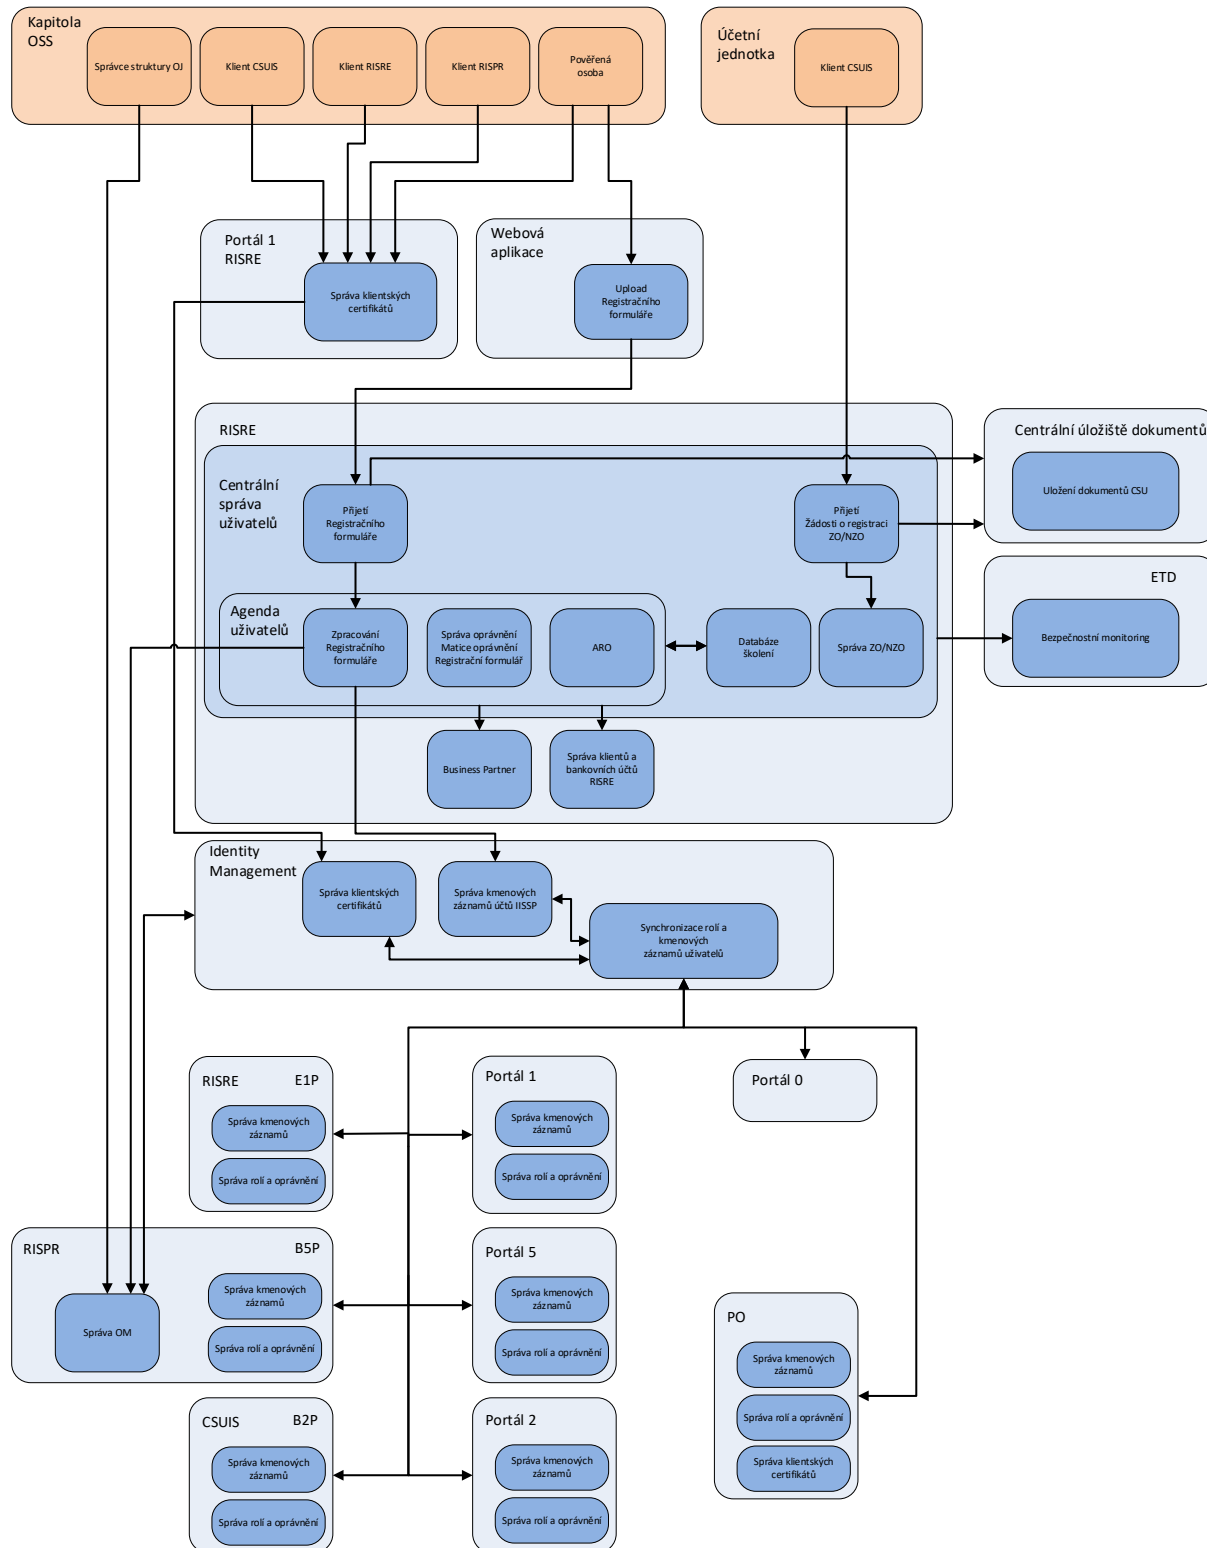 Kapitola
OSS
Správce struktury OJ
Klient CSUIS
Klient RISRE
Klient RISPR
Pověřená
osoba
Účetní
jednotka
Klient CSUIS
Portál 1
RISRE
Správa klientských
certifikátů
Webová
aplikace
Upload
Registračního
formuláře
RISRE
Centrální
správa
uživatelů
Přijetí
Registračního
formuláře
Přijetí
Žádosti o registraci
ZO/NZO
Centrální úložiště dokumentů
Uložení dokumentů CSU
ETD
Bezpečnostní monitoring
Agenda
uživatelů
Zpracování
Registračního
formuláře
Správa oprávnění
Matice oprávnění
Registrační formulář
ARO
Databáze
školení
Správa ZO/NZO
Business Partner
Správa klientů a
bankovních účtů
RISRE
Identity
Management
Správa klientských
certifikátů
Správa kmenových
záznamů účtů IISSP
Synchronizace rolí a
kmenových
záznamů uživatelů
RISRE
E1P
Správa kmenových
záznamů
Správa rolí a oprávnění
Portál 1
Správa kmenových
záznamů
Správa rolí a oprávnění
Portál 0
RISPR
B5P
Správa OM
Správa kmenových
záznamů
Správa rolí a oprávnění
Portál 5
Správa kmenových
záznamů
Správa rolí a oprávnění
PO
Správa kmenových
záznamů
Správa rolí a oprávnění
Správa klientských
certifikátů
CSUIS
B2P
Správa kmenových
záznamů
Správa rolí a oprávnění
Portál 2
Správa kmenových
záznamů
Správa rolí a oprávnění